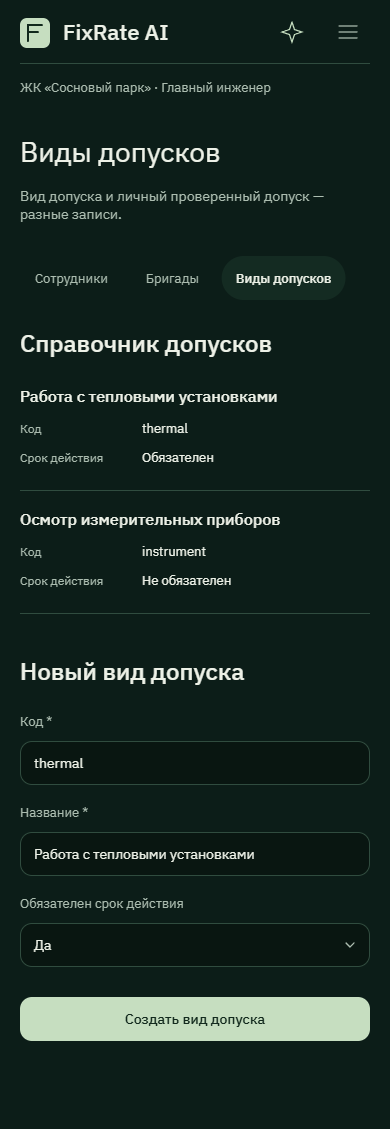 FixRate AI
ЖК «Сосновый парк» · Главный инженер
Виды допусков
Вид допуска и личный проверенный допуск —
разные записи.
Сотрудники Бригады Виды допусков
Справочник допусков
Работа с тепловыми установками
Код thermal
Срок действия Обязателен
Осмотр измерительных приборов
Код instrument
Срок действия Не обязателен
Новый вид допуска
Код *
thermal
Название *
Работа с тепловыми установками
Обязателен срок действия
Да
Создать вид допуска